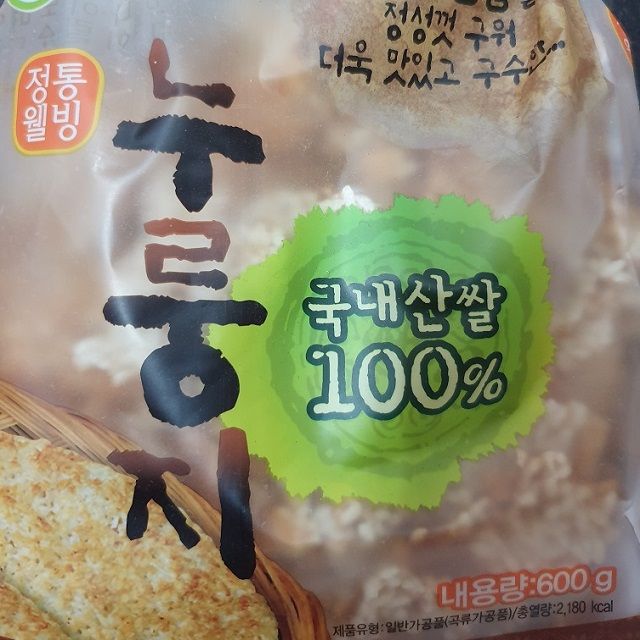 정성껏 구워
더욱 맛있고 구수
정통
웰빙
누룽지
국내산쌀
100%
내용량:600 g
제품유형: 일반가공품(곡류가공품)/총열량:2,180 kcal